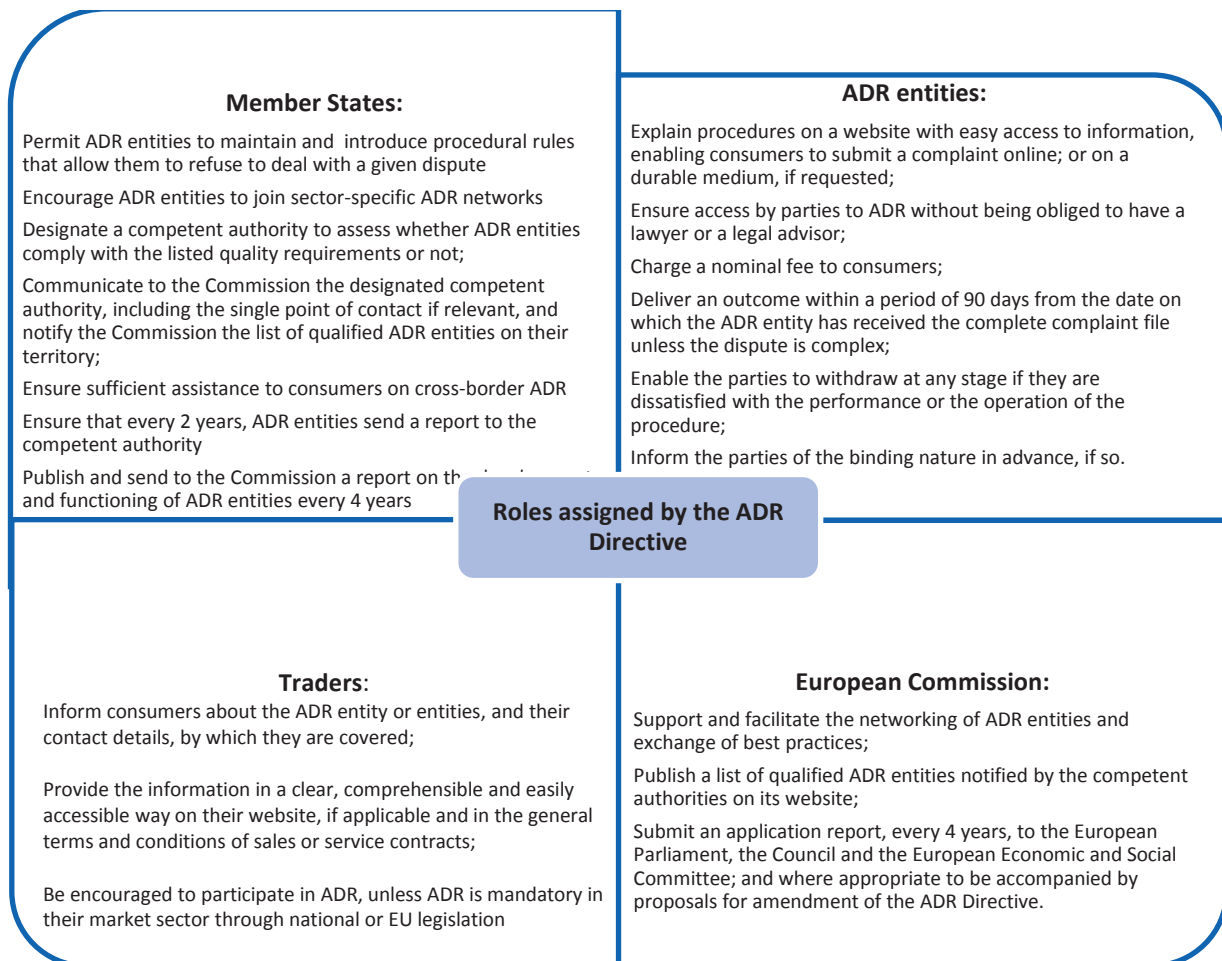 Member States:
Permit ADR entities to maintain and introduce procedural rules
that allow them to refuse to deal with a given dispute
Encourage ADR entities to join sector-specific ADR networks
Designate a competent authority to assess whether ADR entities
comply with the listed quality requirements or not;
Communicate to the Commission the designated competent
authority, including the single point of contact if relevant, and
notify the Commission the list of qualified ADR entities on their
territory;
Ensure sufficient assistance to consumers on cross-border ADR
Ensure that every 2 years, ADR entities send a report to the
competent authority
Publish and send to the Commission a report on
and functioning of ADR entities every 4 years
ADR entities:
Explain procedures on a website with easy access to information,
enabling consumers to submit a complaint online; or on a
durable medium, if requested;
Ensure access by parties to ADR without being obliged to have a
lawyer or a legal advisor;
Charge a nominal fee to consumers;
Deliver an outcome within a period of 90 days from the date on
which the ADR entity has received the complete complaint file
unless the dispute is complex;
Enable the parties to withdraw at any stage if they are
dissatisfied with the performance or the operation of the
procedure;
Inform the parties of the binding nature in advance, if so.
Roles assigned by the ADR
Directive
Traders:
Inform consumers about the ADR entity or entities, and their
contact details, by which they are covered;
Provide the information in a clear, comprehensible and easily
accessible way on their website, if applicable and in the general
terms and conditions of sales or service contracts;
Be encouraged to participate in ADR, unless ADR is mandatory in
their market sector through national or EU legislation
European Commission:
Support and facilitate the networking of ADR entities and
exchange of best practices;
Publish a list of qualified ADR entities notified by the competent
authorities on its website;
Submit an application report, every 4 years, to the European
Parliament, the Council and the European Economic and Social
Committee; and where appropriate to be accompanied by
proposals for amendment of the ADR Directive.